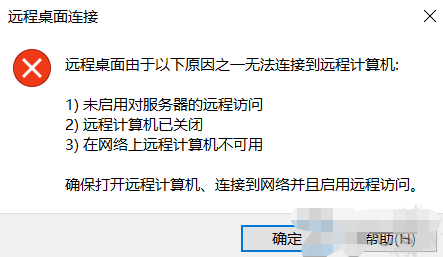 远程桌面连接
远程桌面由于以下原因之一无法连接到远程计算机:
1) 未启用对服务器的远程访问
2) 远程计算机已关闭
3) 在网络上远程计算机不可用
确保打开远程计算机、连接到网络并且启用远程访问。
确定
帮助(H)